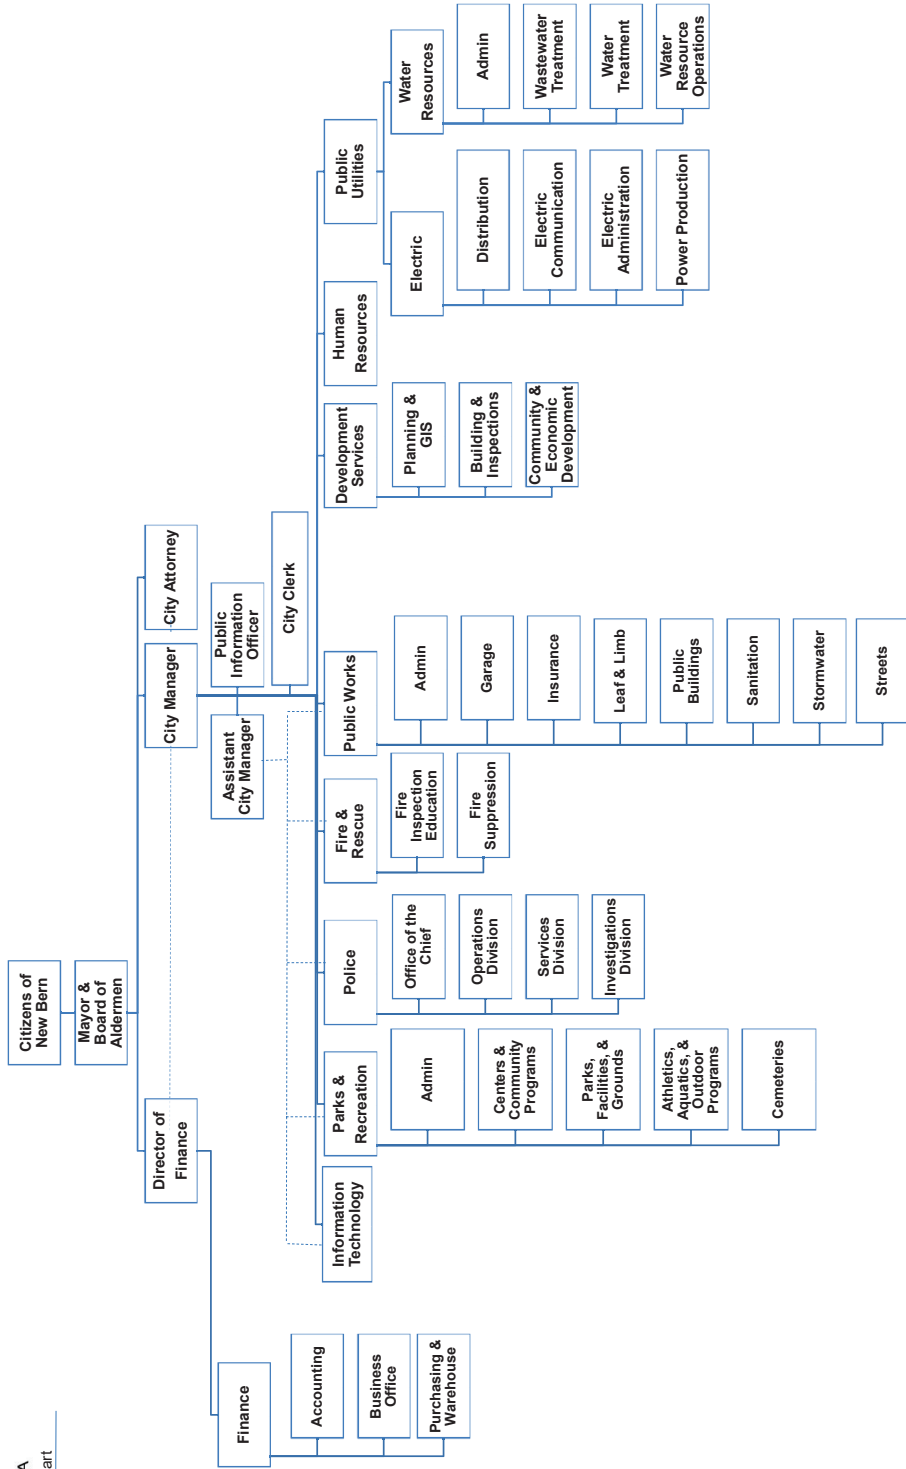 A
art
Citizens of
New Bern
Mayor &
Board of
Aldermen
Director of
Finance
City Manager
City Attorney
Assistant
City Manager
Public
Information
Officer
City Clerk
Finance
Accounting
Business
Office
Purchasing &
Warehouse
Information
Technology
Parks &
Recreation
Admin
Centers &
Community
Programs
Parks,
Facilities, &
Grounds
Athletics,
Aquatics, &
Outdoor
Programs
Cemeteries
Police
Office of the
Chief
Operations
Division
Services
Division
Investigations
Division
Fire &
Rescue
Fire
Inspection
Education
Fire
Suppression
Public Works
Admin
Garage
Insurance
Leaf & Limb
Public
Buildings
Sanitation
Stormwater
Streets
Development
Services
Planning &
GIS
Building &
Inspections
Community &
Economic
Development
Human
Resources
Public
Utilities
Electric
Distribution
Electric
Communication
Electric
Administration
Power Production
Water
Resources
Admin
Wastewater
Treatment
Water
Treatment
Water
Resource
Operations